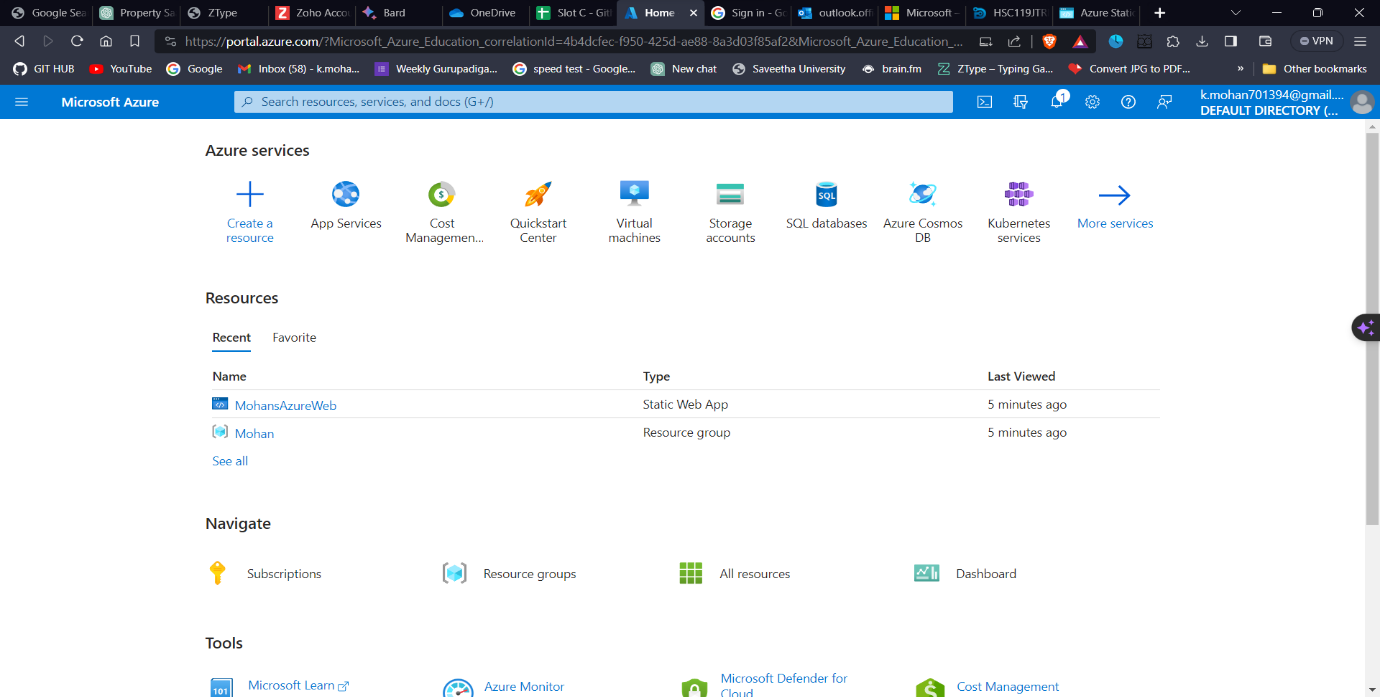 Google Sea
Property Sa
ZType
Zoho Accou
Bard
OneDrive
Slot C - Git
Home
Sign in - Go
outlook.off
Microsoft –
HSC119JTR
Azure Stati
https://portal.azure.com/?Microsoft_Azure_Education_correlationId=4b4dcfec-f950-425d-ae88-8a3d03f85af2&Microsoft_Azure_Education_...
VPN
GIT HUB
YouTube
Google
Inbox (58) - k.moha...
Weekly Gurupadiga...
speed test - Google...
New chat
Saveetha University
brain.fm
ZType – Typing Ga...
Convert JPG to PDF...
»
Other bookmarks
Microsoft Azure
Search resources, services, and docs (G+/)
1
k.mohan701394@gmail....
DEFAULT DIRECTORY (...
Azure services
Create a
resource
App Services
Cost
Managemen...
Quickstart
Center
Virtual
machines
Storage
accounts
SQL
SQL databases
Azure Cosmos
DB
Kubernetes
services
More services
Resources
Recent
Favorite
Name Type Last Viewed
MohansAzureWeb Static Web App 5 minutes ago
Mohan Resource group 5 minutes ago
See all
Navigate
Subscriptions
Resource groups
All resources
Dashboard
Tools
101
Microsoft Learn
Azure Monitor
Microsoft Defender for
Cloud
Cost Management